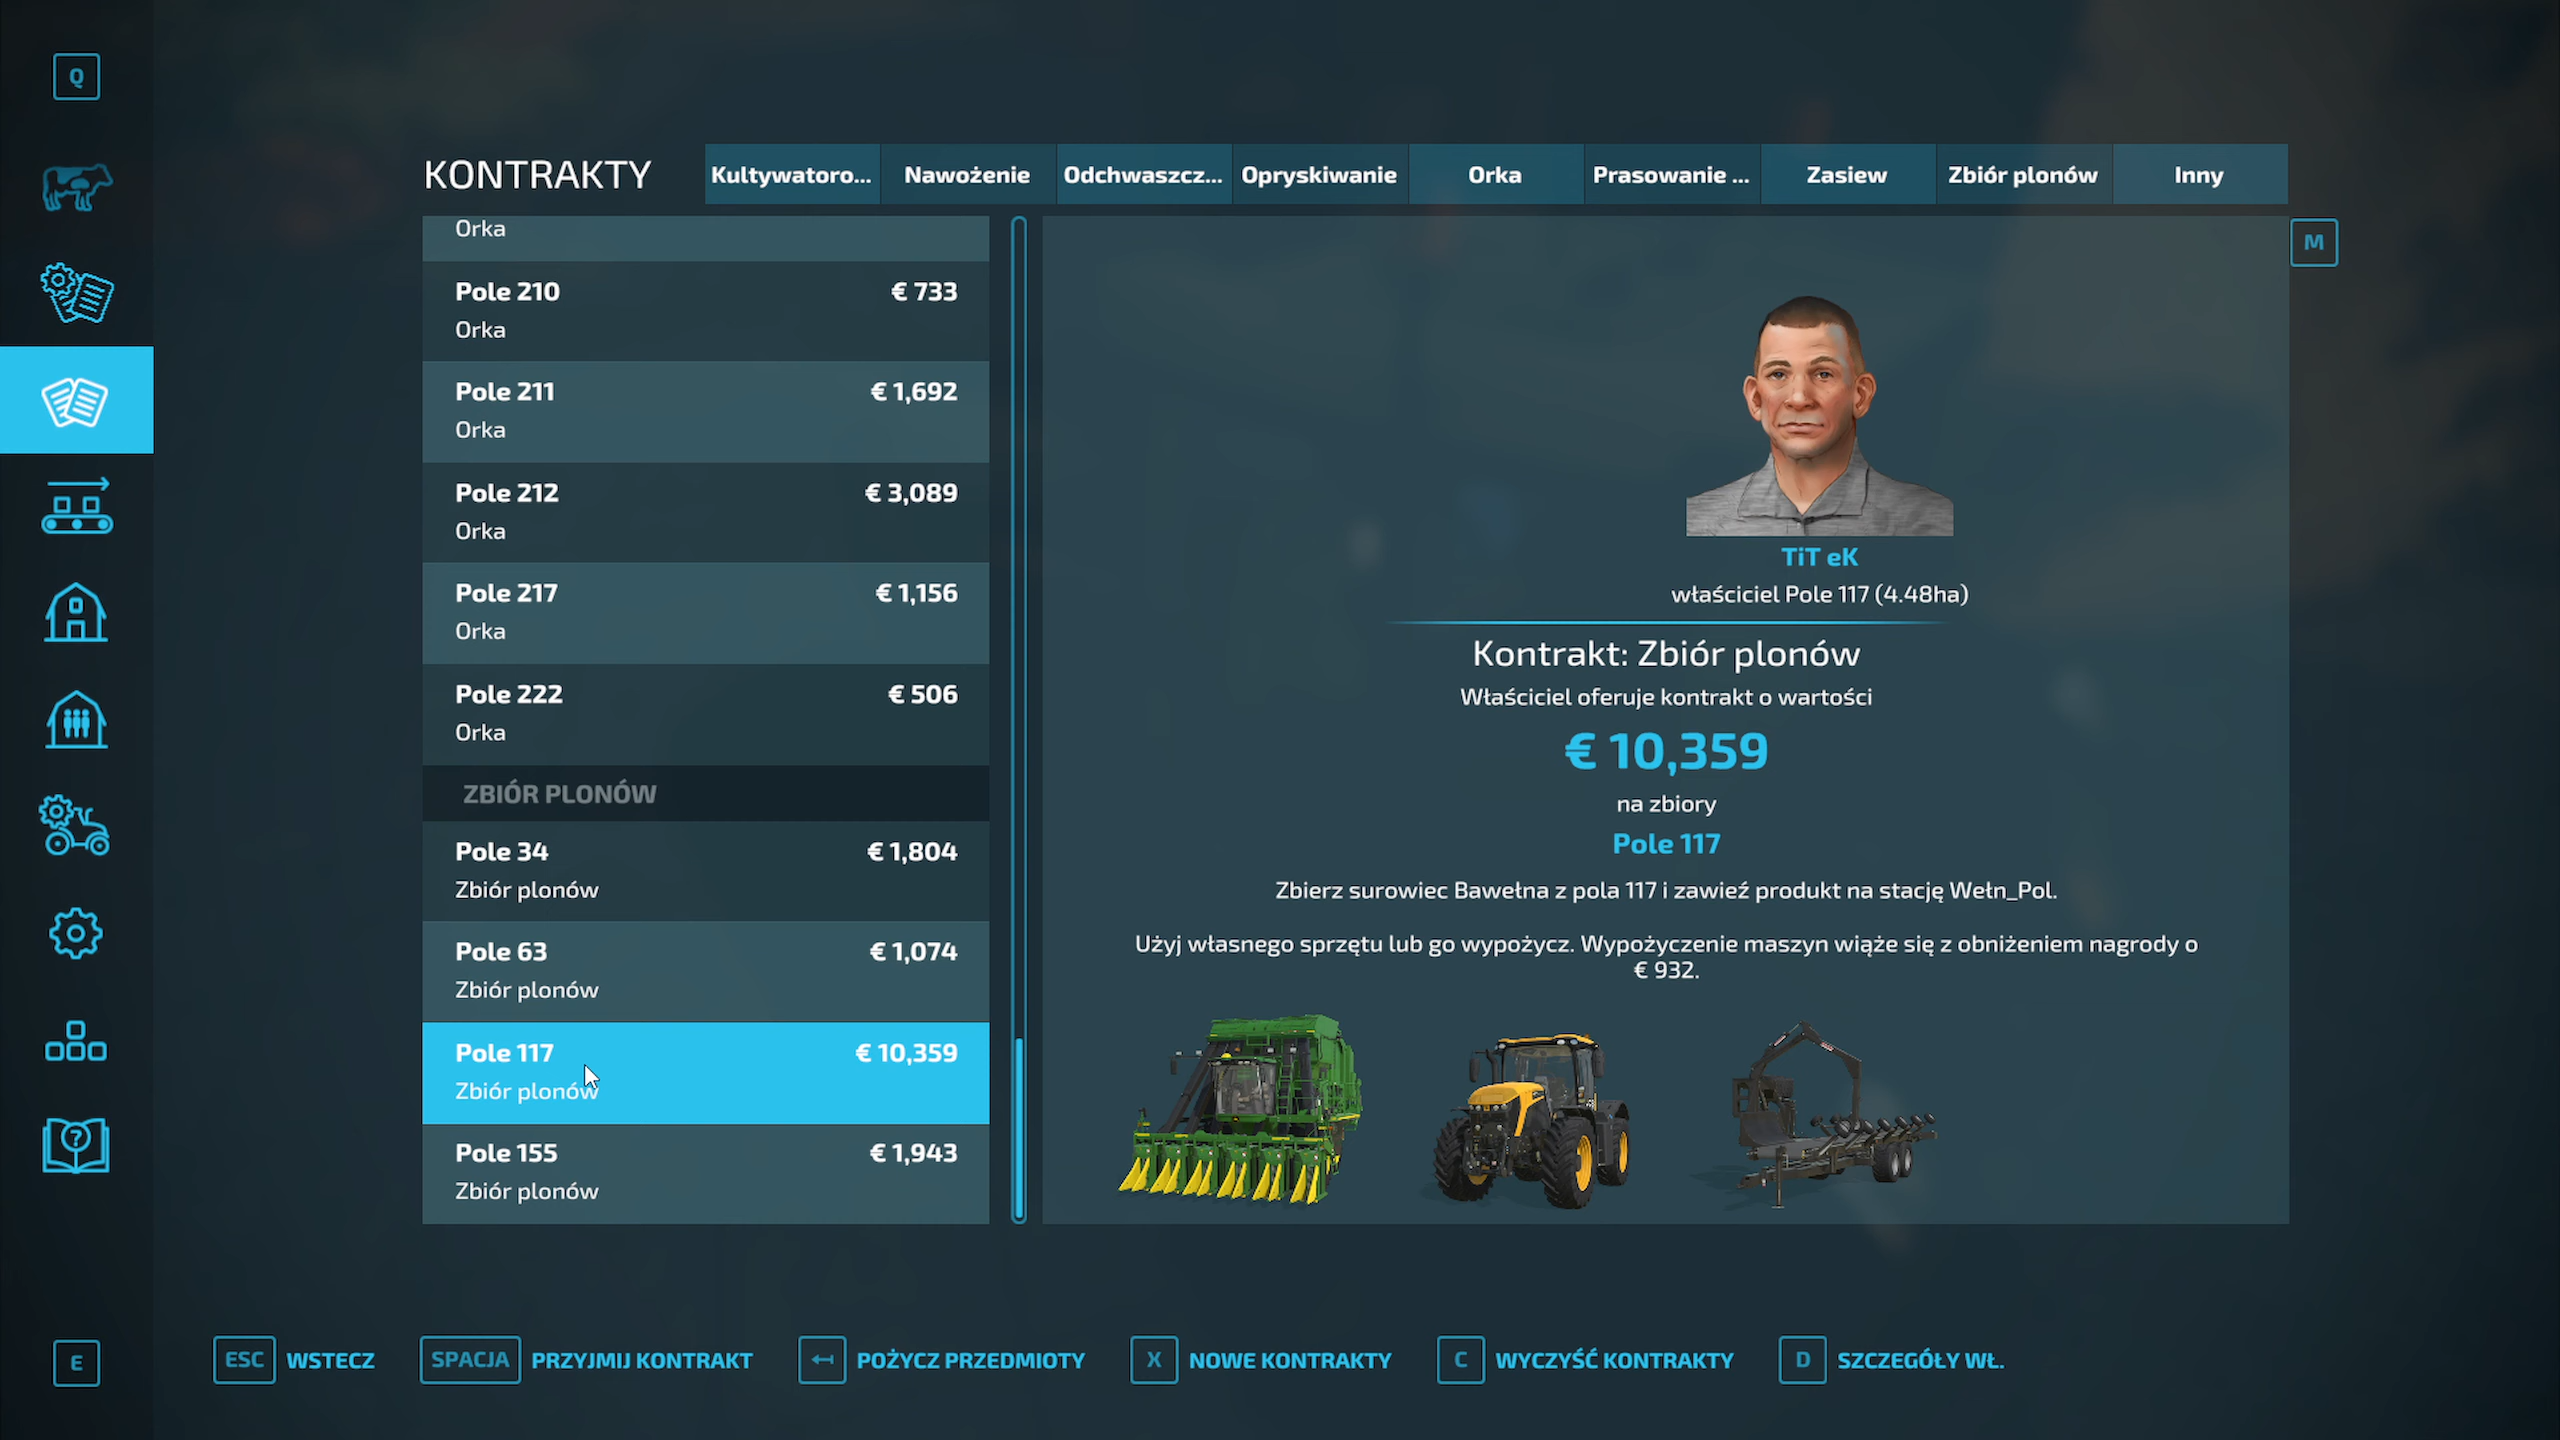 Q
KONTRAKTY
Kultywatoro...
Nawożenie
Odchwaszcz...
Opryskiwanie
Orka
Prasowanie ...
Zasiew
Zbiór plonów
Inny
M
Orka
Pole 210 € 733
Orka
Pole 211 € 1,692
Orka
Pole 212 € 3,089
Orka
Pole 217 € 1,156
Orka
Pole 222 € 506
Orka
ZBIÓR PLONÓW
Pole 34 € 1,804
Zbiór plonów
Pole 63 € 1,074
Zbiór plonów
Pole 117 € 10,359
Zbiór plonów
Pole 155 € 1,943
Zbiór plonów
TiT eK
właściciel Pole 117 (4.48ha)
Kontrakt: Zbiór plonów
Właściciel oferuje kontrakt o wartości
€ 10,359
na zbiory
Pole 117
Zbierz surowiec Bawełna z pola 117 i zawieź produkt na stację Wełn_Pol.
Użyj własnego sprzętu lub go wypożycz. Wypożyczenie maszyn wiąże się z obniżeniem nagrody o
€ 932.
E
ESC WSTECZ
SPACJA PRZYJMIJ KONTRAKT
POŻYCZ PRZEDMIOTY
X NOWE KONTRAKTY
C WYCZYŚĆ KONTRAKTY
D SZCZEGÓŁY WŁ.